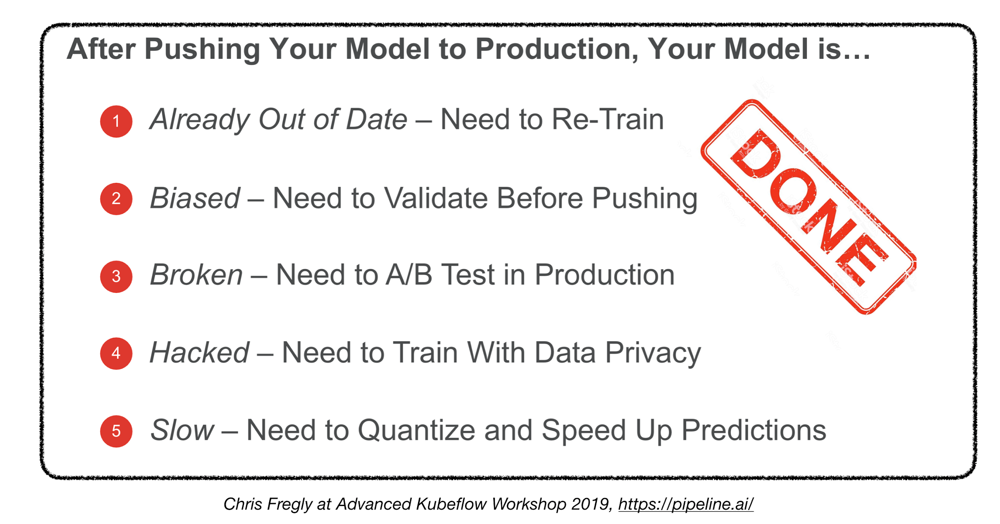 After Pushing Your Model to Production, Your Model is...
1 Already Out of Date – Need to Re-Train
2 Biased – Need to Validate Before Pushing
3 Broken – Need to A/B Test in Production
4 Hacked – Need to Train With Data Privacy
5 Slow – Need to Quantize and Speed Up Predictions
DONE
Chris Fregly at Advanced Kubeflow Workshop 2019, https://pipeline.ai/